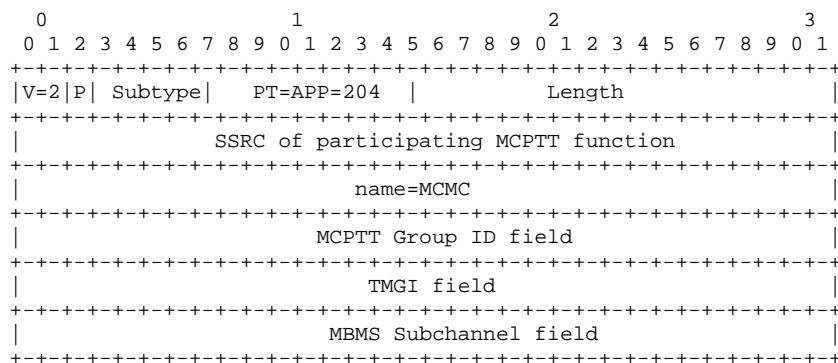 0                   1                   2                   3
0 1 2 3 4 5 6 7 8 9 0 1 2 3 4 5 6 7 8 9 0 1 2 3 4 5 6 7 8 9 0 1
+-+-+-+-+-+-+-+-+-+-+-+-+-+-+-+-+-+-+-+-+-+-+-+-+-+-+-+-+-+-+-+-+
|V=2|P| Subtype|   PT=APP=204  |          Length               |
+-+-+-+-+-+-+-+-+-+-+-+-+-+-+-+-+-+-+-+-+-+-+-+-+-+-+-+-+-+-+-+-+
|               SSRC of participating MCPTT function            |
+-+-+-+-+-+-+-+-+-+-+-+-+-+-+-+-+-+-+-+-+-+-+-+-+-+-+-+-+-+-+-+-+
|                          name=MCMC                            |
+-+-+-+-+-+-+-+-+-+-+-+-+-+-+-+-+-+-+-+-+-+-+-+-+-+-+-+-+-+-+-+-+
|                       MCPTT Group ID field                    |
+-+-+-+-+-+-+-+-+-+-+-+-+-+-+-+-+-+-+-+-+-+-+-+-+-+-+-+-+-+-+-+-+
|                           TMGI field                          |
+-+-+-+-+-+-+-+-+-+-+-+-+-+-+-+-+-+-+-+-+-+-+-+-+-+-+-+-+-+-+-+-+
|                        MBMS Subchannel field                  |
+-+-+-+-+-+-+-+-+-+-+-+-+-+-+-+-+-+-+-+-+-+-+-+-+-+-+-+-+-+-+-+-+